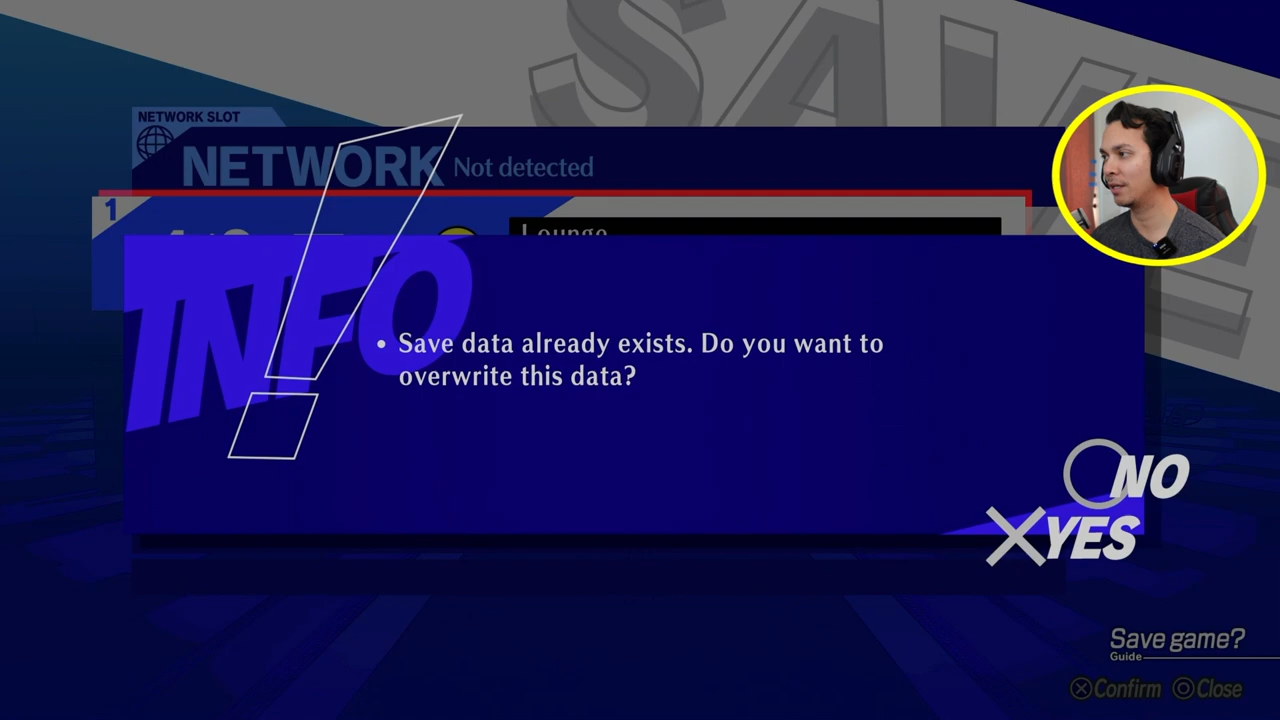 SAVE
NETWORK SLOT
NETWORK Not detected
1
Lounge
INFO
• Save data already exists. Do you want to
overwrite this data?
NO
YES
Save game?
Guide
Confirm Close